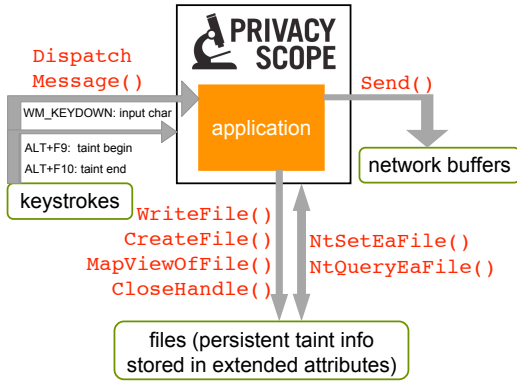 PRIVACY
SCOPE
Dispatch
Message()
Send()
WM_KEYDOWN: input char
application
ALT+F9: taint begin
ALT+F10: taint end
network buffers
keystrokes
WriteFile()
CreateFile()
MapViewOfFile()
CloseHandle()
NtSetEaFile()
NtQueryEaFile()
files (persistent taint info
stored in extended attributes)